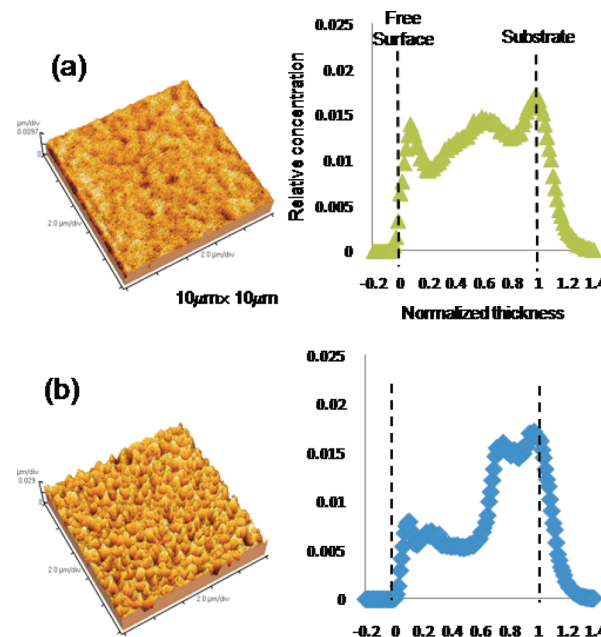 (a)
µm/div
0.0097
0
2.0 µm/div
2.0 µm/div
10µm× 10µm
Free
Surface
Substrate
Relative concentration
0.025
0.02
0.015
0.01
0.005
0
-0.2 0 0.2 0.4 0.6 0.8 1 1.2 1.4
Normalized thickness
(b)
µm/div
0.029
0
2.0 µm/div
2.0 µm/div
0.025
0.02
0.015
0.01
0.005
0
-0.2 0 0.2 0.4 0.6 0.8 1 1.2 1.4